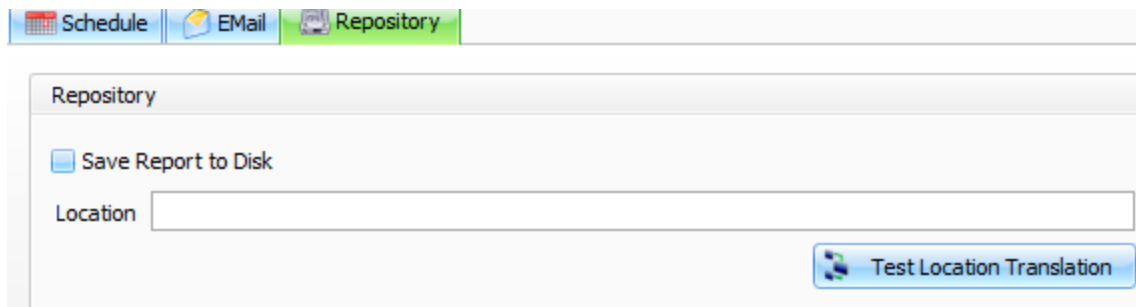 Schedule EMail Repository
Repository
Save Report to Disk
Location
Test Location Translation